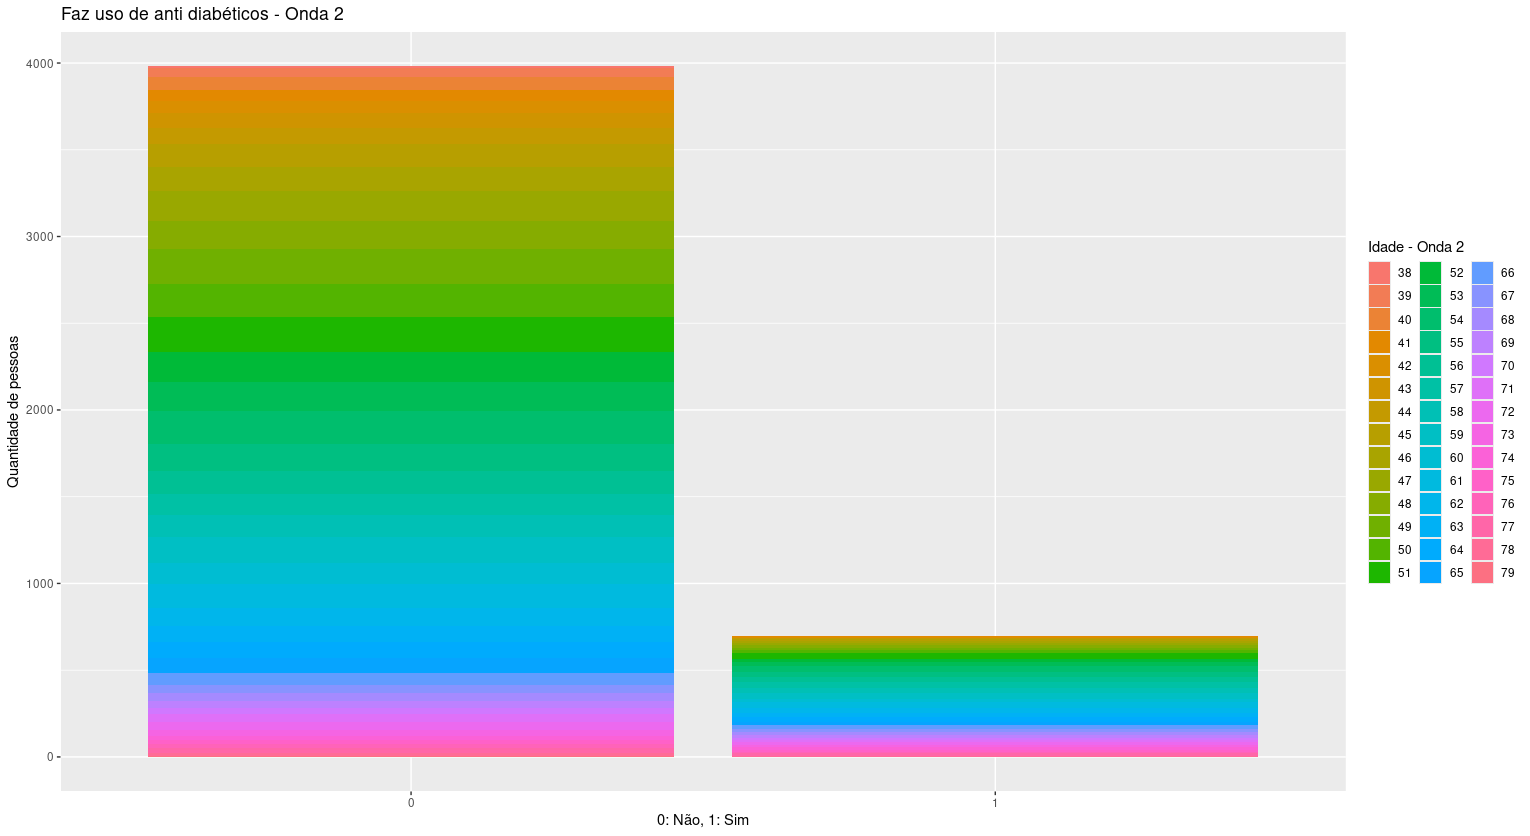 Faz uso de anti diabéticos - Onda 2
Quantidade de pessoas
4000
3000
2000
1000
0
0
1
0: Não, 1: Sim
Idade - Onda 2
38 52 66
39 53 67
40 54 68
41 55 69
42 56 70
43 57 71
44 58 72
45 59 73
46 60 74
47 61 75
48 62 76
49 63 77
50 64 78
51 65 79